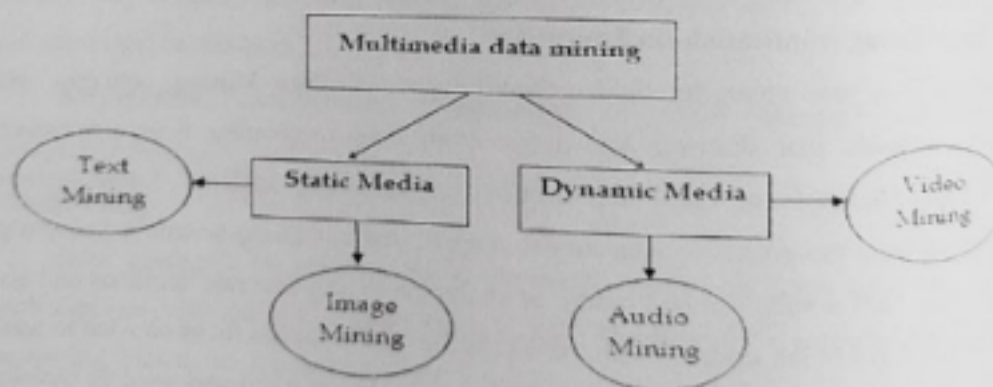 Multimedia data mining
Text
Mining
Static Media
Dynamic Media
Video
Mining
Image
Mining
Audio
Mining